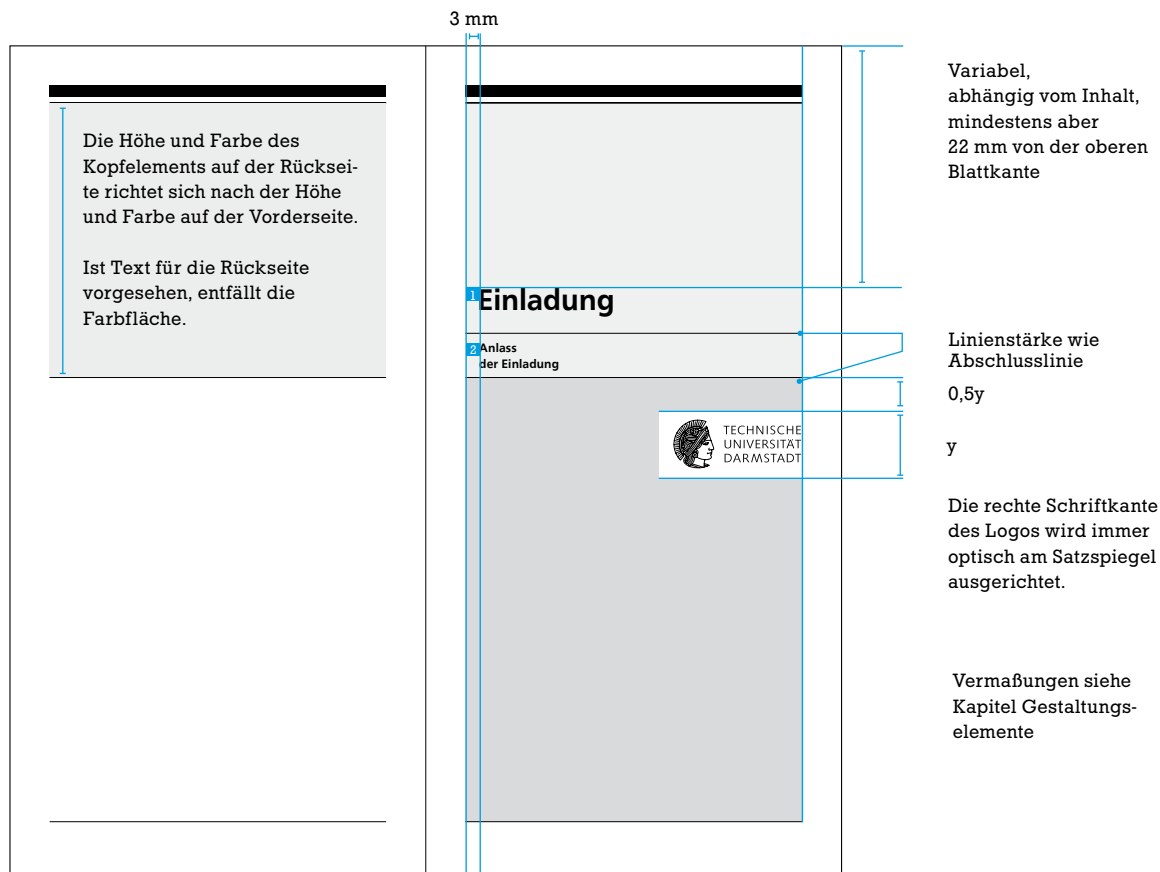 3 mm
Die Höhe und Farbe des
Kopfelements auf der Rücksei-
te richtet sich nach der Höhe
und Farbe auf der Vorderseite.
Ist Text für die Rückseite
vorgesehen, entfällt die
Farbfläche.
1
Einladung
2
Anlass
der Einladung
TECHNISCHE
UNIVERSITÄT
DARMSTADT
Variabel,
abhängig vom Inhalt,
mindestens aber
22 mm von der oberen
Blattkante
Linienstärke wie
Abschlusslinie
0,5y
y
Die rechte Schriftkante
des Logos wird immer
optisch am Satzspiegel
ausgerichtet.
Vermaßungen siehe
Kapitel Gestaltungs-
elemente